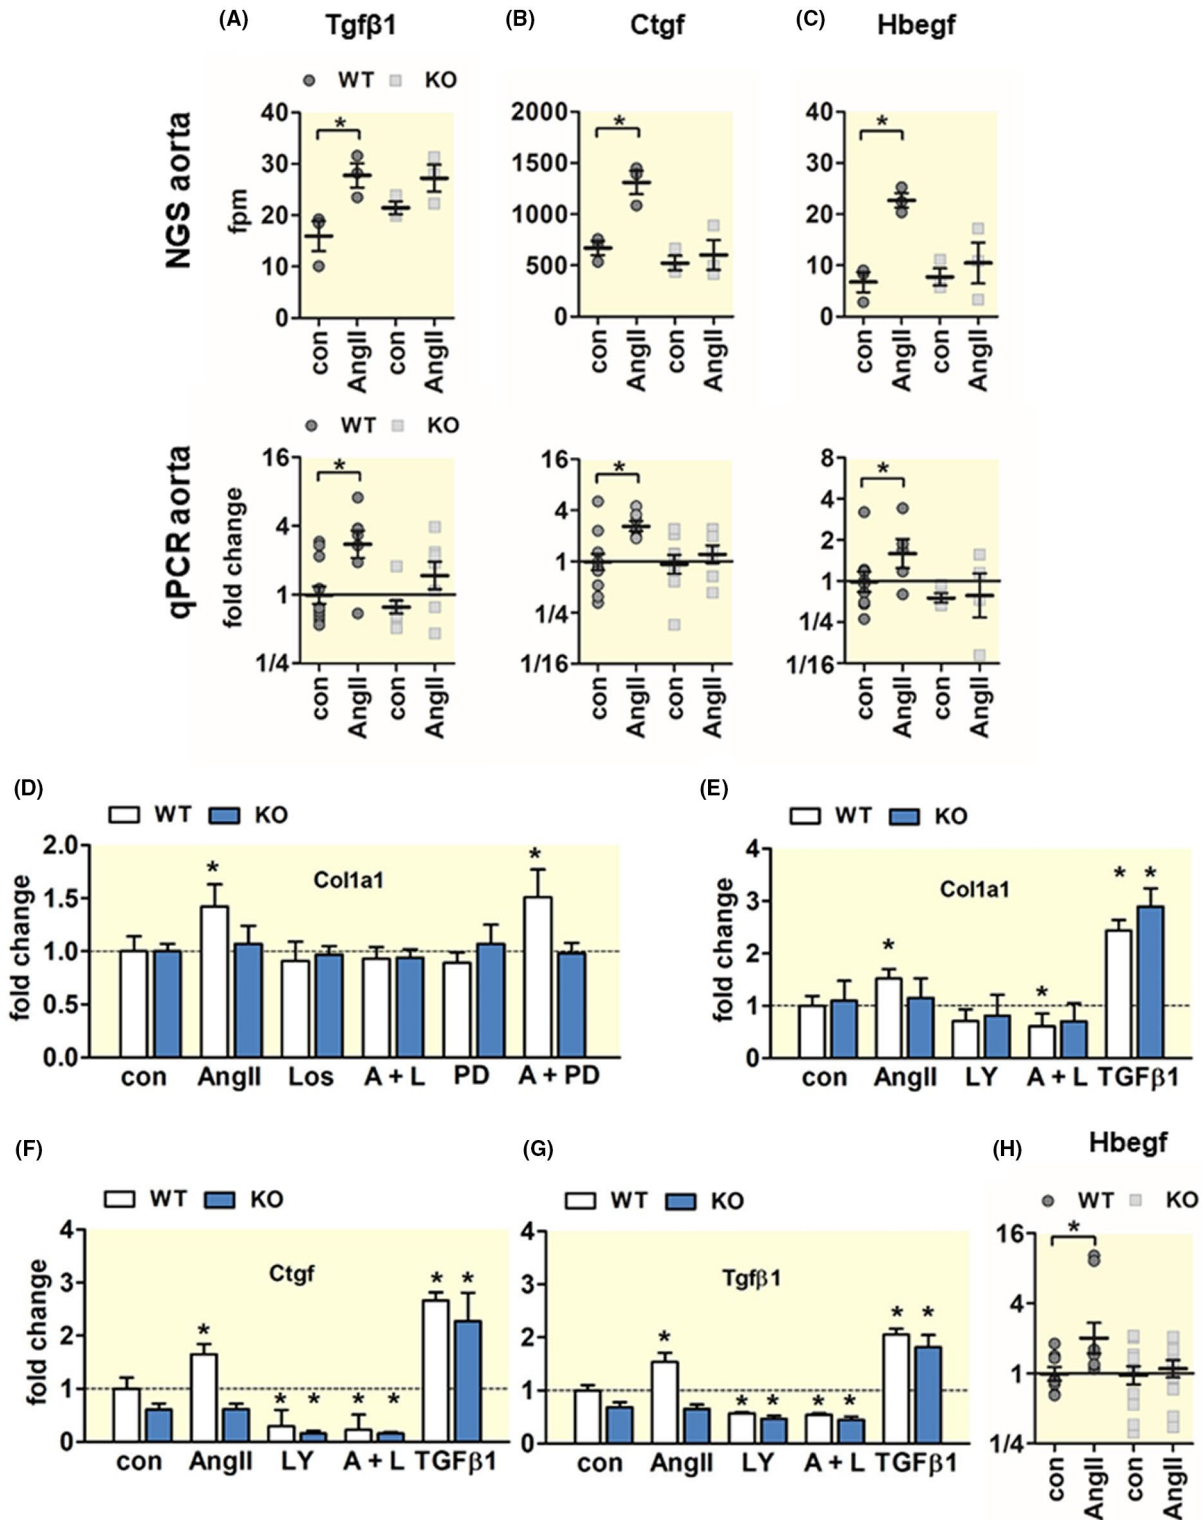 (A) Tgfβ1 (B) Ctgf (C) Hbegf
WT KO
NGS aorta
fpm
40
30
20
10
0
con AngII con AngII
2000
1500
1000
500
0
con AngII con AngII
40
30
20
10
0
con AngII con AngII
*
*
*
WT KO
qPCR aorta
fold change
16
4
1
1/4
con AngII con AngII
16
4
1
1/4
1/16
con AngII con AngII
8
4
2
1
1/4
1/16
con AngII con AngII
*
*
*
(D)
WT KO
fold change
2.0
1.5
1.0
0.5
0.0
Col1a1
* *
con AngII Los A + L PD A + PD
(E)
WT KO
fold change
4
3
2
1
0
Col1a1
* * * *
con AngII LY A + L TGFβ1
(F)
WT KO
fold change
4
3
2
1
0
Ctgf
* * * * * * *
con AngII LY A + L TGFβ1
(G)
WT KO
4
3
2
1
0
Tgfβ1
* * * * * * *
con AngII LY A + L TGFβ1
(H) Hbegf
WT KO
16
4
1
1/4
*
con AngII con AngII